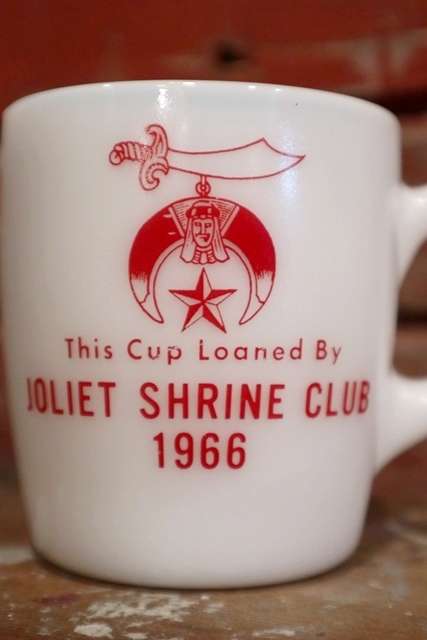 This Cup Loaned By
JOLIET SHRINE CLUB
1966